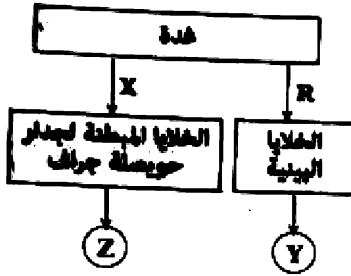 غدة
X
R
الخلايا المبطنة لجدار
حويصلة جراف
الخلايا
البينية
Z
Y